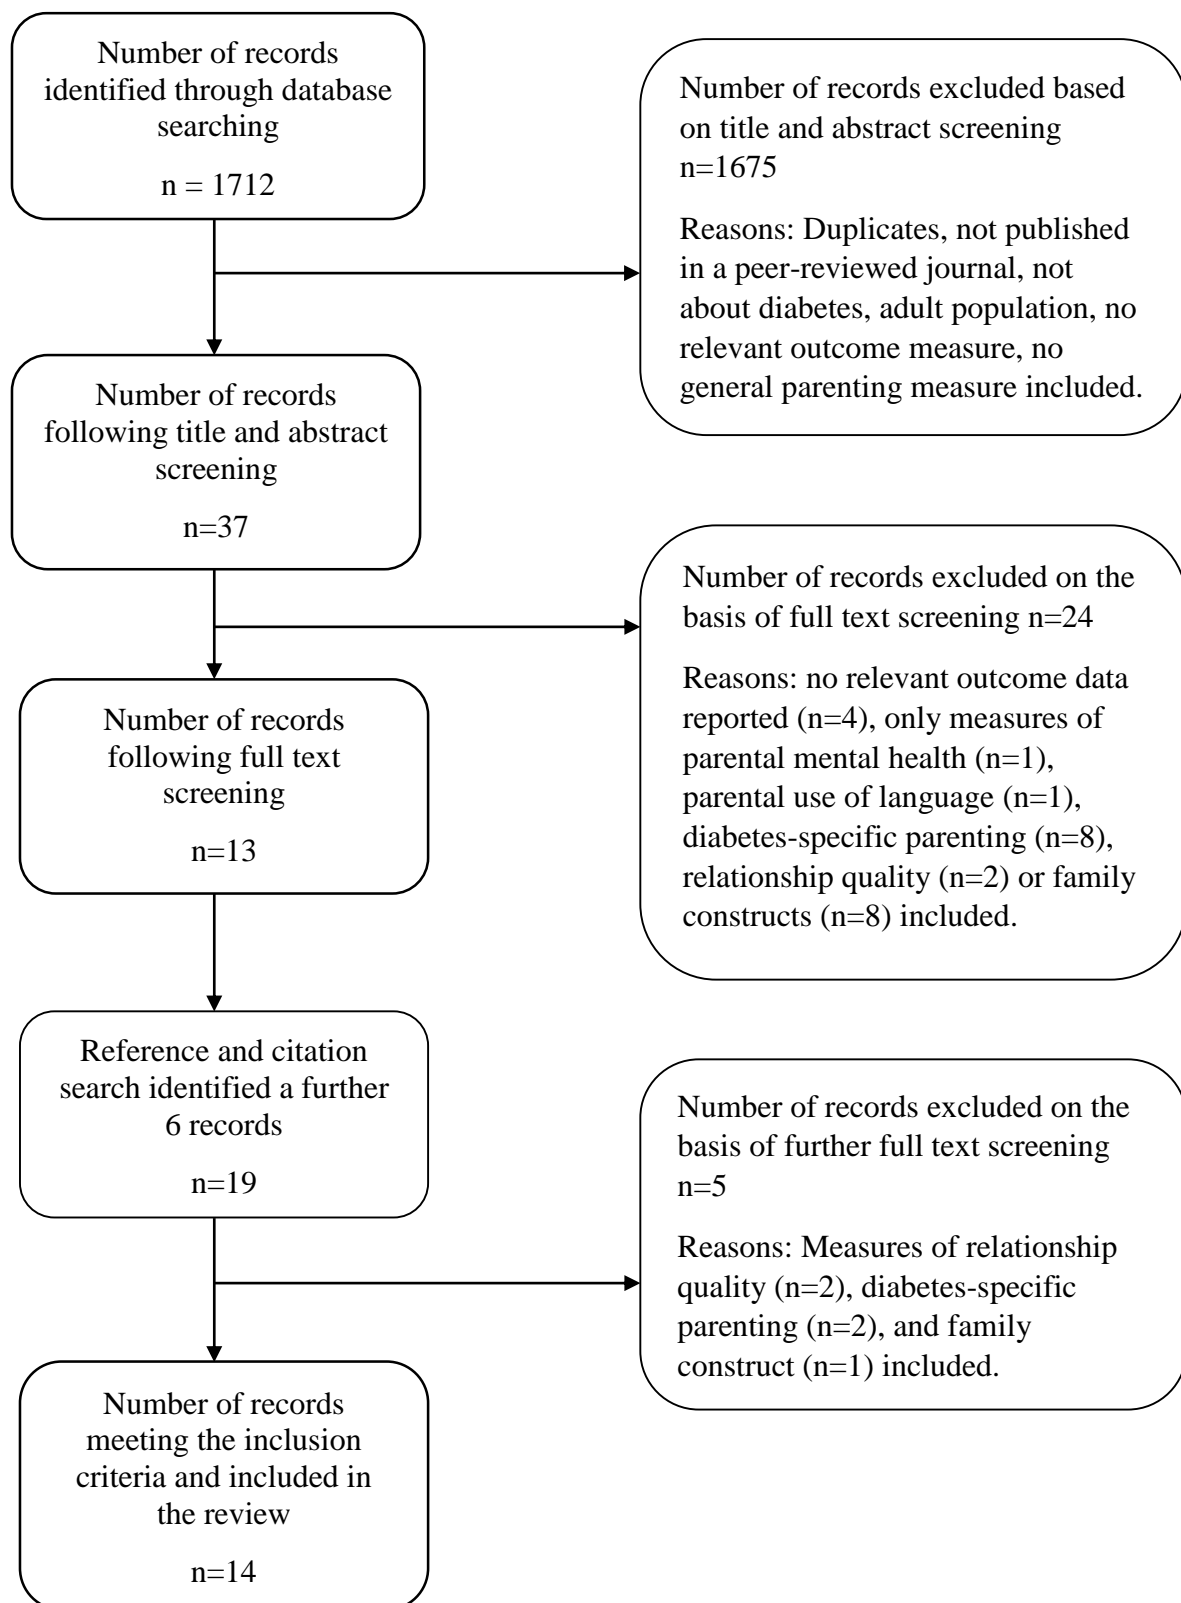 Number of records
identified through database
searching
n = 1712
Number of records excluded based
on title and abstract screening
n=1675
Reasons: Duplicates, not published
in a peer-reviewed journal, not
about diabetes, adult population, no
relevant outcome measure, no
general parenting measure included.
Number of records
following title and abstract
screening
n=37
Number of records excluded on the
basis of full text screening n=24
Reasons: no relevant outcome data
reported (n=4), only measures of
parental mental health (n=1),
parental use of language (n=1),
diabetes-specific parenting (n=8),
relationship quality (n=2) or family
constructs (n=8) included.
Number of records
following full text
screening
n=13
Reference and citation
search identified a further
6 records
n=19
Number of records excluded on the
basis of further full text screening
n=5
Reasons: Measures of relationship
quality (n=2), diabetes-specific
parenting (n=2), and family
construct (n=1) included.
Number of records
meeting the inclusion
criteria and included in
the review
n=14